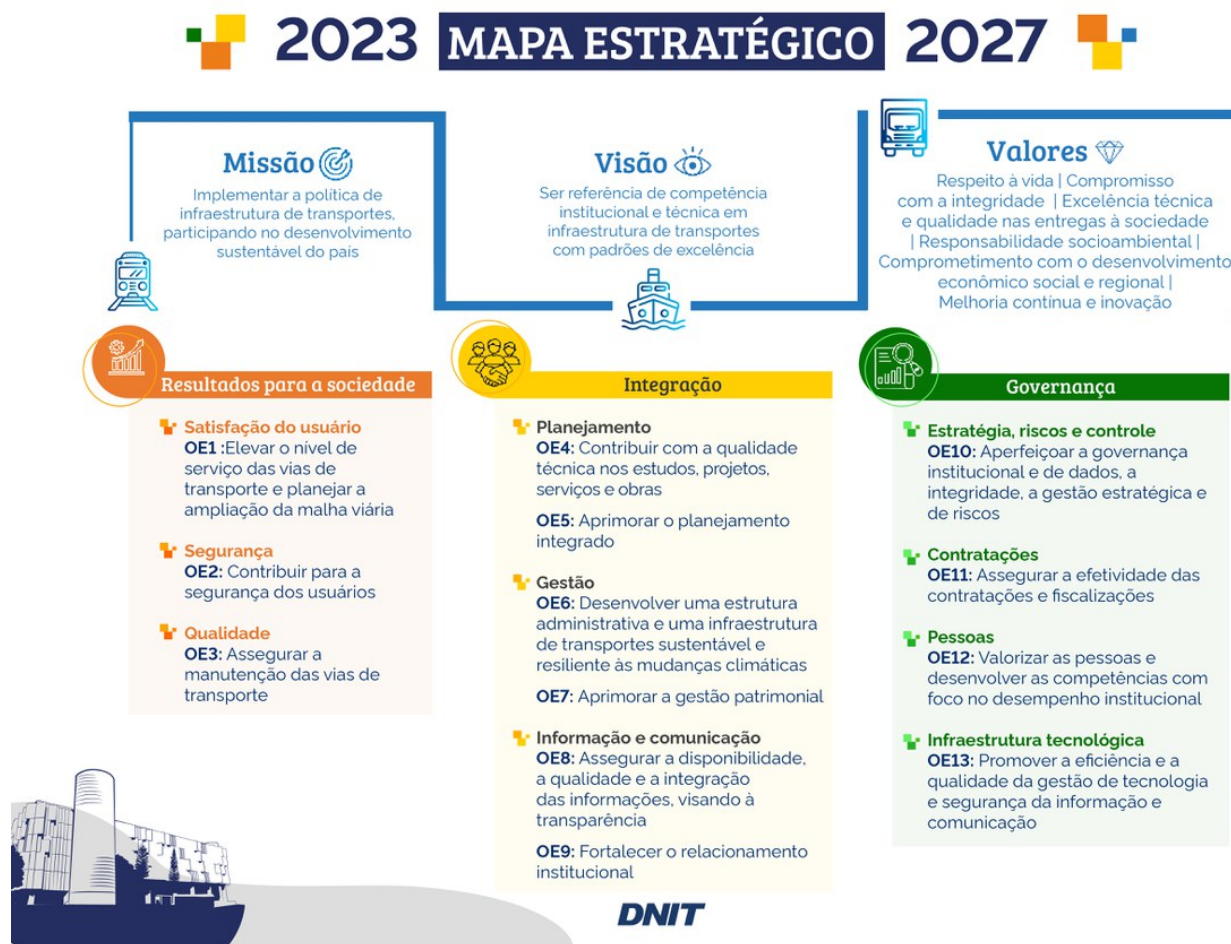 2023 MAPA ESTRATÉGICO 2027
Missão
Implementar a política de
infraestrutura de transportes,
participando no desenvolvimento
sustentável do país
Visão
Ser referência de competência
institucional e técnica em
infraestrutura de transportes
com padrões de excelência
Valores
Respeito à vida | Compromisso
com a integridade | Excelência técnica
e qualidade nas entregas à sociedade
| Responsabilidade socioambiental |
Comprometimento com o desenvolvimento
econômico social e regional |
Melhoria contínua e inovação
Resultados para a sociedade
Satisfação do usuário
OE1 :Elevar o nível de
serviço das vias de
transporte e planejar a
ampliação da malha viária
Segurança
OE2: Contribuir para a
segurança dos usuários
Qualidade
OE3: Assegurar a
manutenção das vias de
transporte
Integração
Planejamento
OE4: Contribuir com a qualidade
técnica nos estudos, projetos,
serviços e obras
OE5: Aprimorar o planejamento
integrado
Gestão
OE6: Desenvolver uma estrutura
administrativa e uma infraestrutura
de transportes sustentável e
resiliente às mudanças climáticas
OE7: Aprimorar a gestão patrimonial
Informação e comunicação
OE8: Assegurar a disponibilidade,
a qualidade e a integração
das informações, visando à
transparência
OE9: Fortalecer o relacionamento
institucional
Governança
Estratégia, riscos e controle
OE10: Aperfeiçoar a governança
institucional e de dados, a
integridade, a gestão estratégica e
de riscos
Contratações
OE11: Assegurar a efetividade das
contratações e fiscalizações
Pessoas
OE12: Valorizar as pessoas e
desenvolver as competências com
foco no desempenho institucional
Infraestrutura tecnológica
OE13: Promover a eficiência e a
qualidade da gestão de tecnologia
e segurança da informação e
comunicação
DNIT